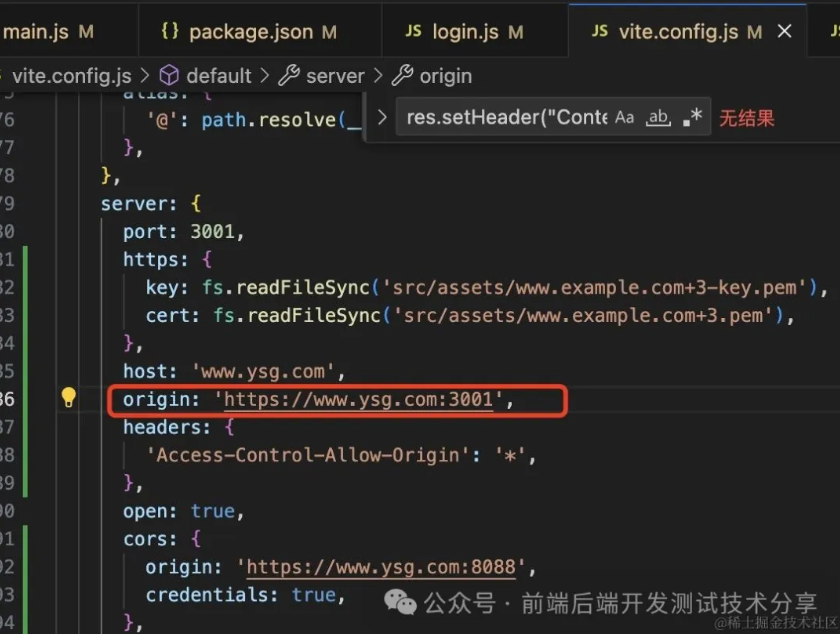 main.js M {} package.json M JS login.js M JS vite.config.js M
vite.config.js > default > server > origin
alias: {
res.setHeader("Conte Aa ab .* 无结果
76 '@': path.resolve(_
77 },
78 },
79 server: {
80 port: 3001,
81 https: {
82 key: fs.readFileSync('src/assets/www.example.com+3-key.pem'),
83 cert: fs.readFileSync('src/assets/www.example.com+3.pem'),
84 },
85 host: 'www.ysg.com',
86 origin: 'https://www.ysg.com:3001',
87 headers: {
88 'Access-Control-Allow-Origin': '*',
89 },
90 open: true,
91 cors: {
92 origin: 'https://www.ysg.com:8088',
93 credentials: true,
94 },
公众号 · 前端后端开发测试技术分享
@稀土掘金技术社区